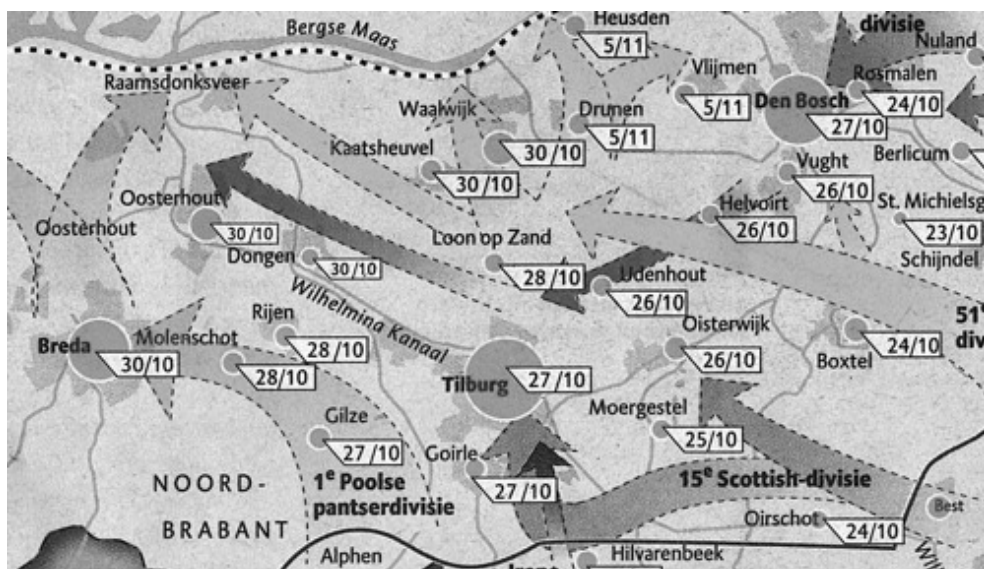 Bergse Maas
Heusden
5/11
divisie
Nuland
Raamsdonksveer
Vlijmen
5/11
Rosmalen
24/10
Waalwijk
30/10
Drunen
5/11
Den Bosch
27/10
Kaatsheuvel
30/10
Berlicum
Vught
26/10
Oosterhout
30/10
Oosterhout
Helvoirt
26/10
St. Michielsg
23/10
Dongen
30/10
Loon op Zand
28/10
Schijndel
Udenhout
26/10
Wilhelmina Kanaal
51e
div
Rijen
28/10
Oisterwijk
26/10
Boxtel
24/10
Breda
30/10
Molenschot
28/10
Tilburg
27/10
Moergestel
25/10
Gilze
27/10
Goirle
27/10
NOORD-
BRABANT
1e Poolse
pantserdivisie
15e Scottish-divisie
Best
Oirschot
24/10
Alphen
Hilvarenbeek